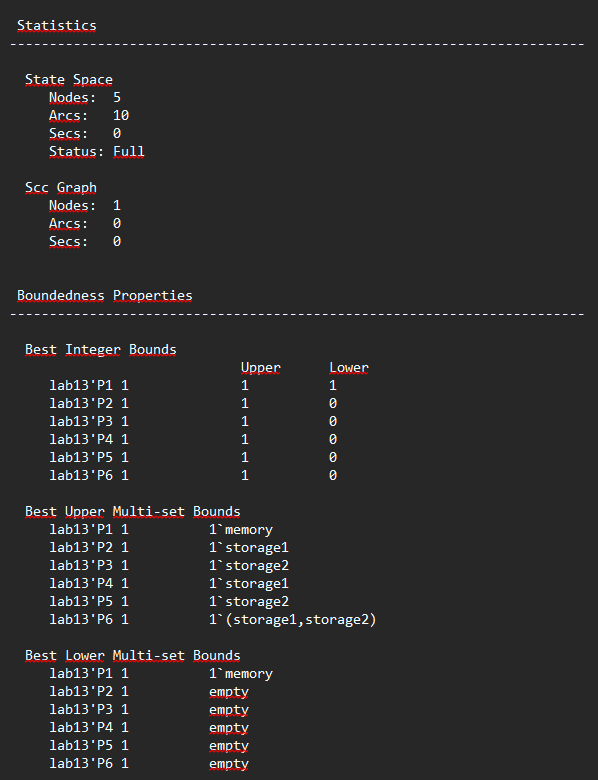 Statistics
------------------------------------------------------------------------
State Space
Nodes: 5
Arcs: 10
Secs: 0
Status: Full
Scc Graph
Nodes: 1
Arcs: 0
Secs: 0
Boundedness Properties
------------------------------------------------------------------------
Best Integer Bounds
Upper Lower
lab13'P1 1 1 1
lab13'P2 1 1 0
lab13'P3 1 1 0
lab13'P4 1 1 0
lab13'P5 1 1 0
lab13'P6 1 1 0
Best Upper Multi-set Bounds
lab13'P1 1 1`memory
lab13'P2 1 1`storage1
lab13'P3 1 1`storage2
lab13'P4 1 1`storage1
lab13'P5 1 1`storage2
lab13'P6 1 1`(storage1,storage2)
Best Lower Multi-set Bounds
lab13'P1 1 1`memory
lab13'P2 1 empty
lab13'P3 1 empty
lab13'P4 1 empty
lab13'P5 1 empty
lab13'P6 1 empty